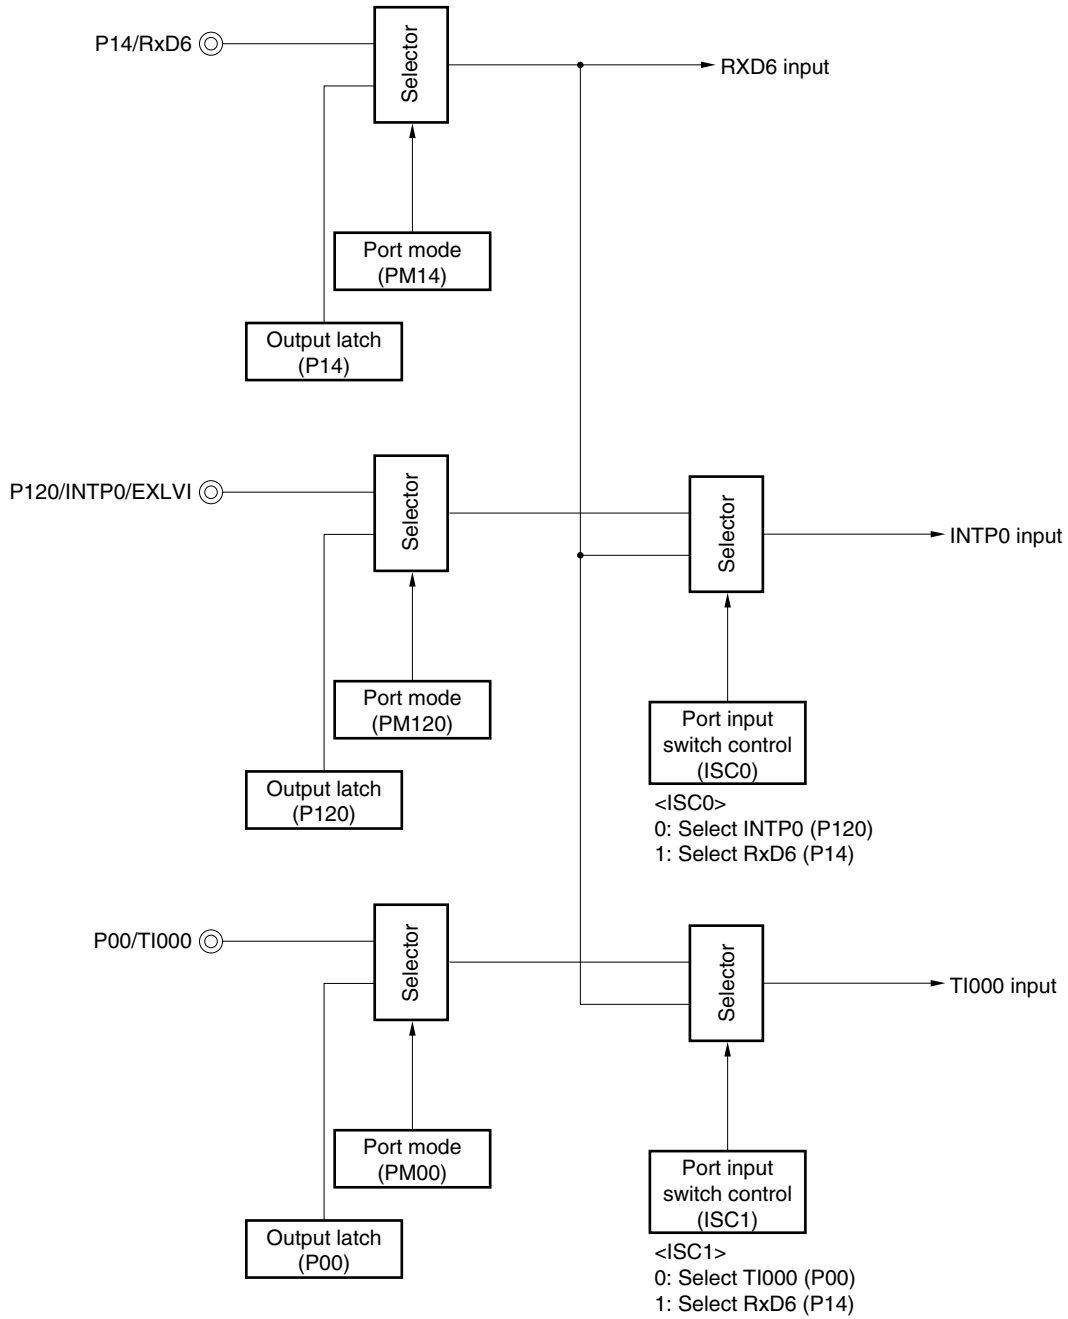 P14/RxD6
Selector
RXD6 input
Port mode
(PM14)
Output latch
(P14)
P120/INTP0/EXLVI
Selector
Selector
INTP0 input
Port mode
(PM120)
Port input
switch control
(ISC0)
Output latch
(P120)
<ISC0>
0: Select INTP0 (P120)
1: Select RxD6 (P14)
P00/TI000
Selector
Selector
TI000 input
Port mode
(PM00)
Port input
switch control
(ISC1)
Output latch
(P00)
<ISC1>
0: Select TI000 (P00)
1: Select RxD6 (P14)